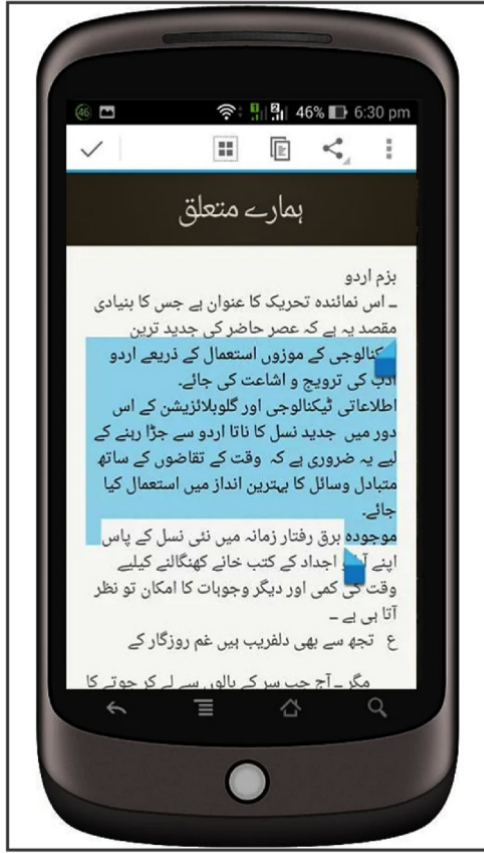 46 46% 6:30 pm
ہمارے متعلق
بزم اردو
ــ اس نمائندہ تحریک کا عنوان ہے جس کا بنیادی
مقصد یہ ہے کہ عصر حاضر کی جدید ترین
کے موزوں استعمال کے ذریعے اردو
ادب کی ترویج و اشاعت کی جائے۔
اطلاعاتی ٹیکنالوجی اور گلوبلائزیشن کے اس
دور میں جدید نسل کا ناتا اردو سے جڑا رہنے کے
لیے یہ ضروری ہے کہ وقت کے تقاضوں کے ساتھ
متبادل وسائل کا بہترین انداز میں استعمال کیا
جائے۔
موجودہ برق رفتار زمانہ میں نئی نسل کے پاس
اپنے اجداد کے کتب خانے کھنگالنے کیلیے
وقت کی کمی اور دیگر وجوہات کا امکان تو نظر
آتا ہی ہے ــ
ع تجھ سے بھی دلفریب ہیں غم روزگار کے
مگر ــ آج جب سر کے بالوں سے لے کر جوتے کا